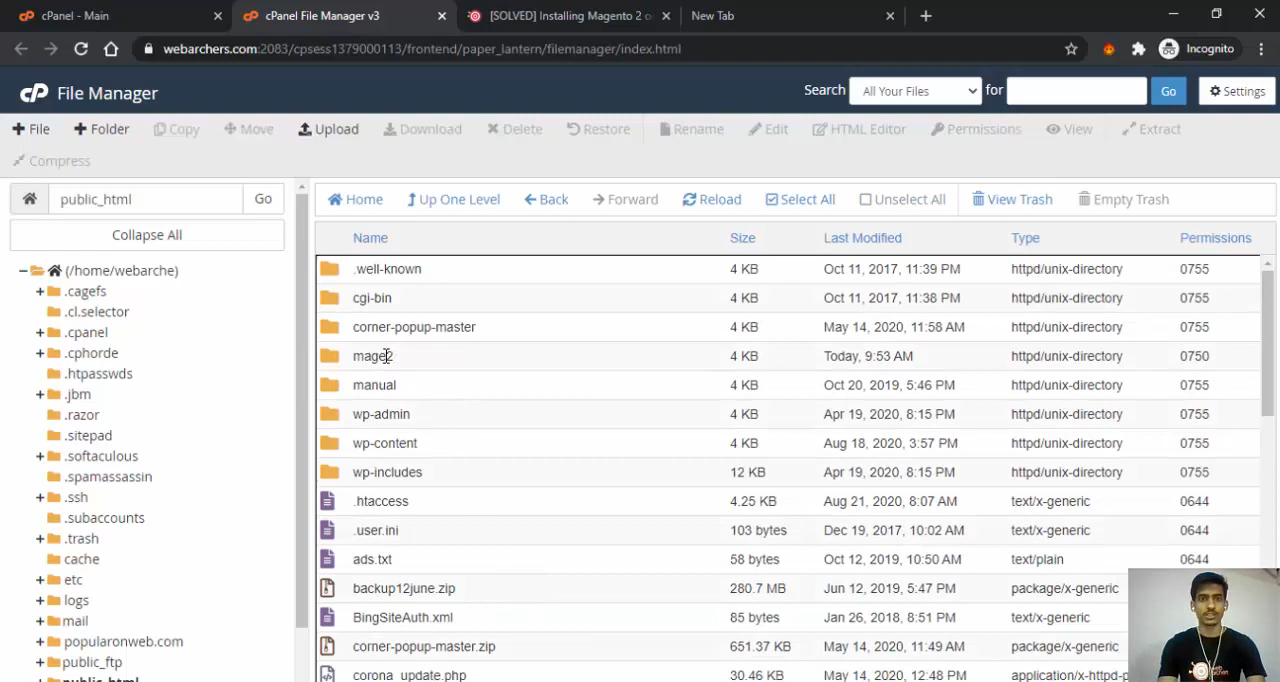 cPanel - Main
cPanel File Manager v3
[SOLVED] Installing Magento 2 o
New Tab
webarchers.com:2083/cpsess1379000113/frontend/paper_lantern/filemanager/index.html
Incognito
cP File Manager
Search All Your Files for Go Settings
File Folder Copy Move Upload Download Delete Restore Rename Edit HTML Editor Permissions View Extract
Compress
public_html Go
Home Up One Level Back Forward Reload Select All Unselect All View Trash Empty Trash
Collapse All
(/home/webarche)
.cagefs
.cl.selector
.cpanel
.cphorde
.htpasswds
.jbm
.razor
.sitepad
.softaculous
.spamassassin
.ssh
.subaccounts
.trash
cache
etc
logs
mail
popularonweb.com
public_ftp
public_html
Name Size Last Modified Type Permissions
.well-known 4 KB Oct 11, 2017, 11:39 PM httpd/unix-directory 0755
cgi-bin 4 KB Oct 11, 2017, 11:38 PM httpd/unix-directory 0755
corner-popup-master 4 KB May 14, 2020, 11:58 AM httpd/unix-directory 0755
mage2 4 KB Today, 9:53 AM httpd/unix-directory 0750
manual 4 KB Oct 20, 2019, 5:46 PM httpd/unix-directory 0755
wp-admin 4 KB Apr 19, 2020, 8:15 PM httpd/unix-directory 0755
wp-content 4 KB Aug 18, 2020, 3:57 PM httpd/unix-directory 0755
wp-includes 12 KB Apr 19, 2020, 8:15 PM httpd/unix-directory 0755
.htaccess 4.25 KB Aug 21, 2020, 8:07 AM text/x-generic 0644
.user.ini 103 bytes Dec 19, 2017, 10:02 AM text/x-generic 0644
ads.txt 58 bytes Oct 12, 2019, 10:50 AM text/plain 0644
backup12june.zip 280.7 MB Jun 12, 2019, 5:47 PM package/x-generic
BingSiteAuth.xml 85 bytes Jan 26, 2018, 8:51 PM text/x-generic
corner-popup-master.zip 651.37 KB May 14, 2020, 11:49 AM package/x-generic
corona_update.php 30.46 KB May 14, 2020, 12:48 PM application/x-httpd-p